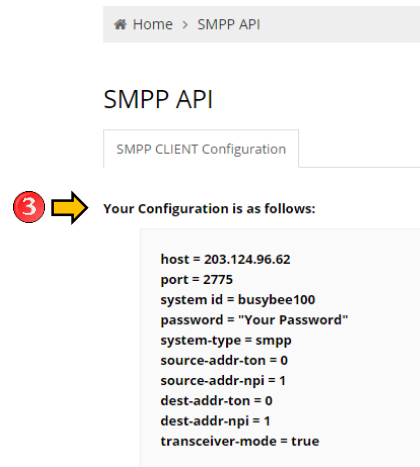 Home > SMPP API
SMPP API
SMPP CLIENT Configuration
3
Your Configuration is as follows:
host = 203.124.96.62
port = 2775
system id = busybee100
password = "Your Password"
system-type = smpp
source-addr-ton = 0
source-addr-npi = 1
dest-addr-ton = 0
dest-addr-npi = 1
transceiver-mode = true